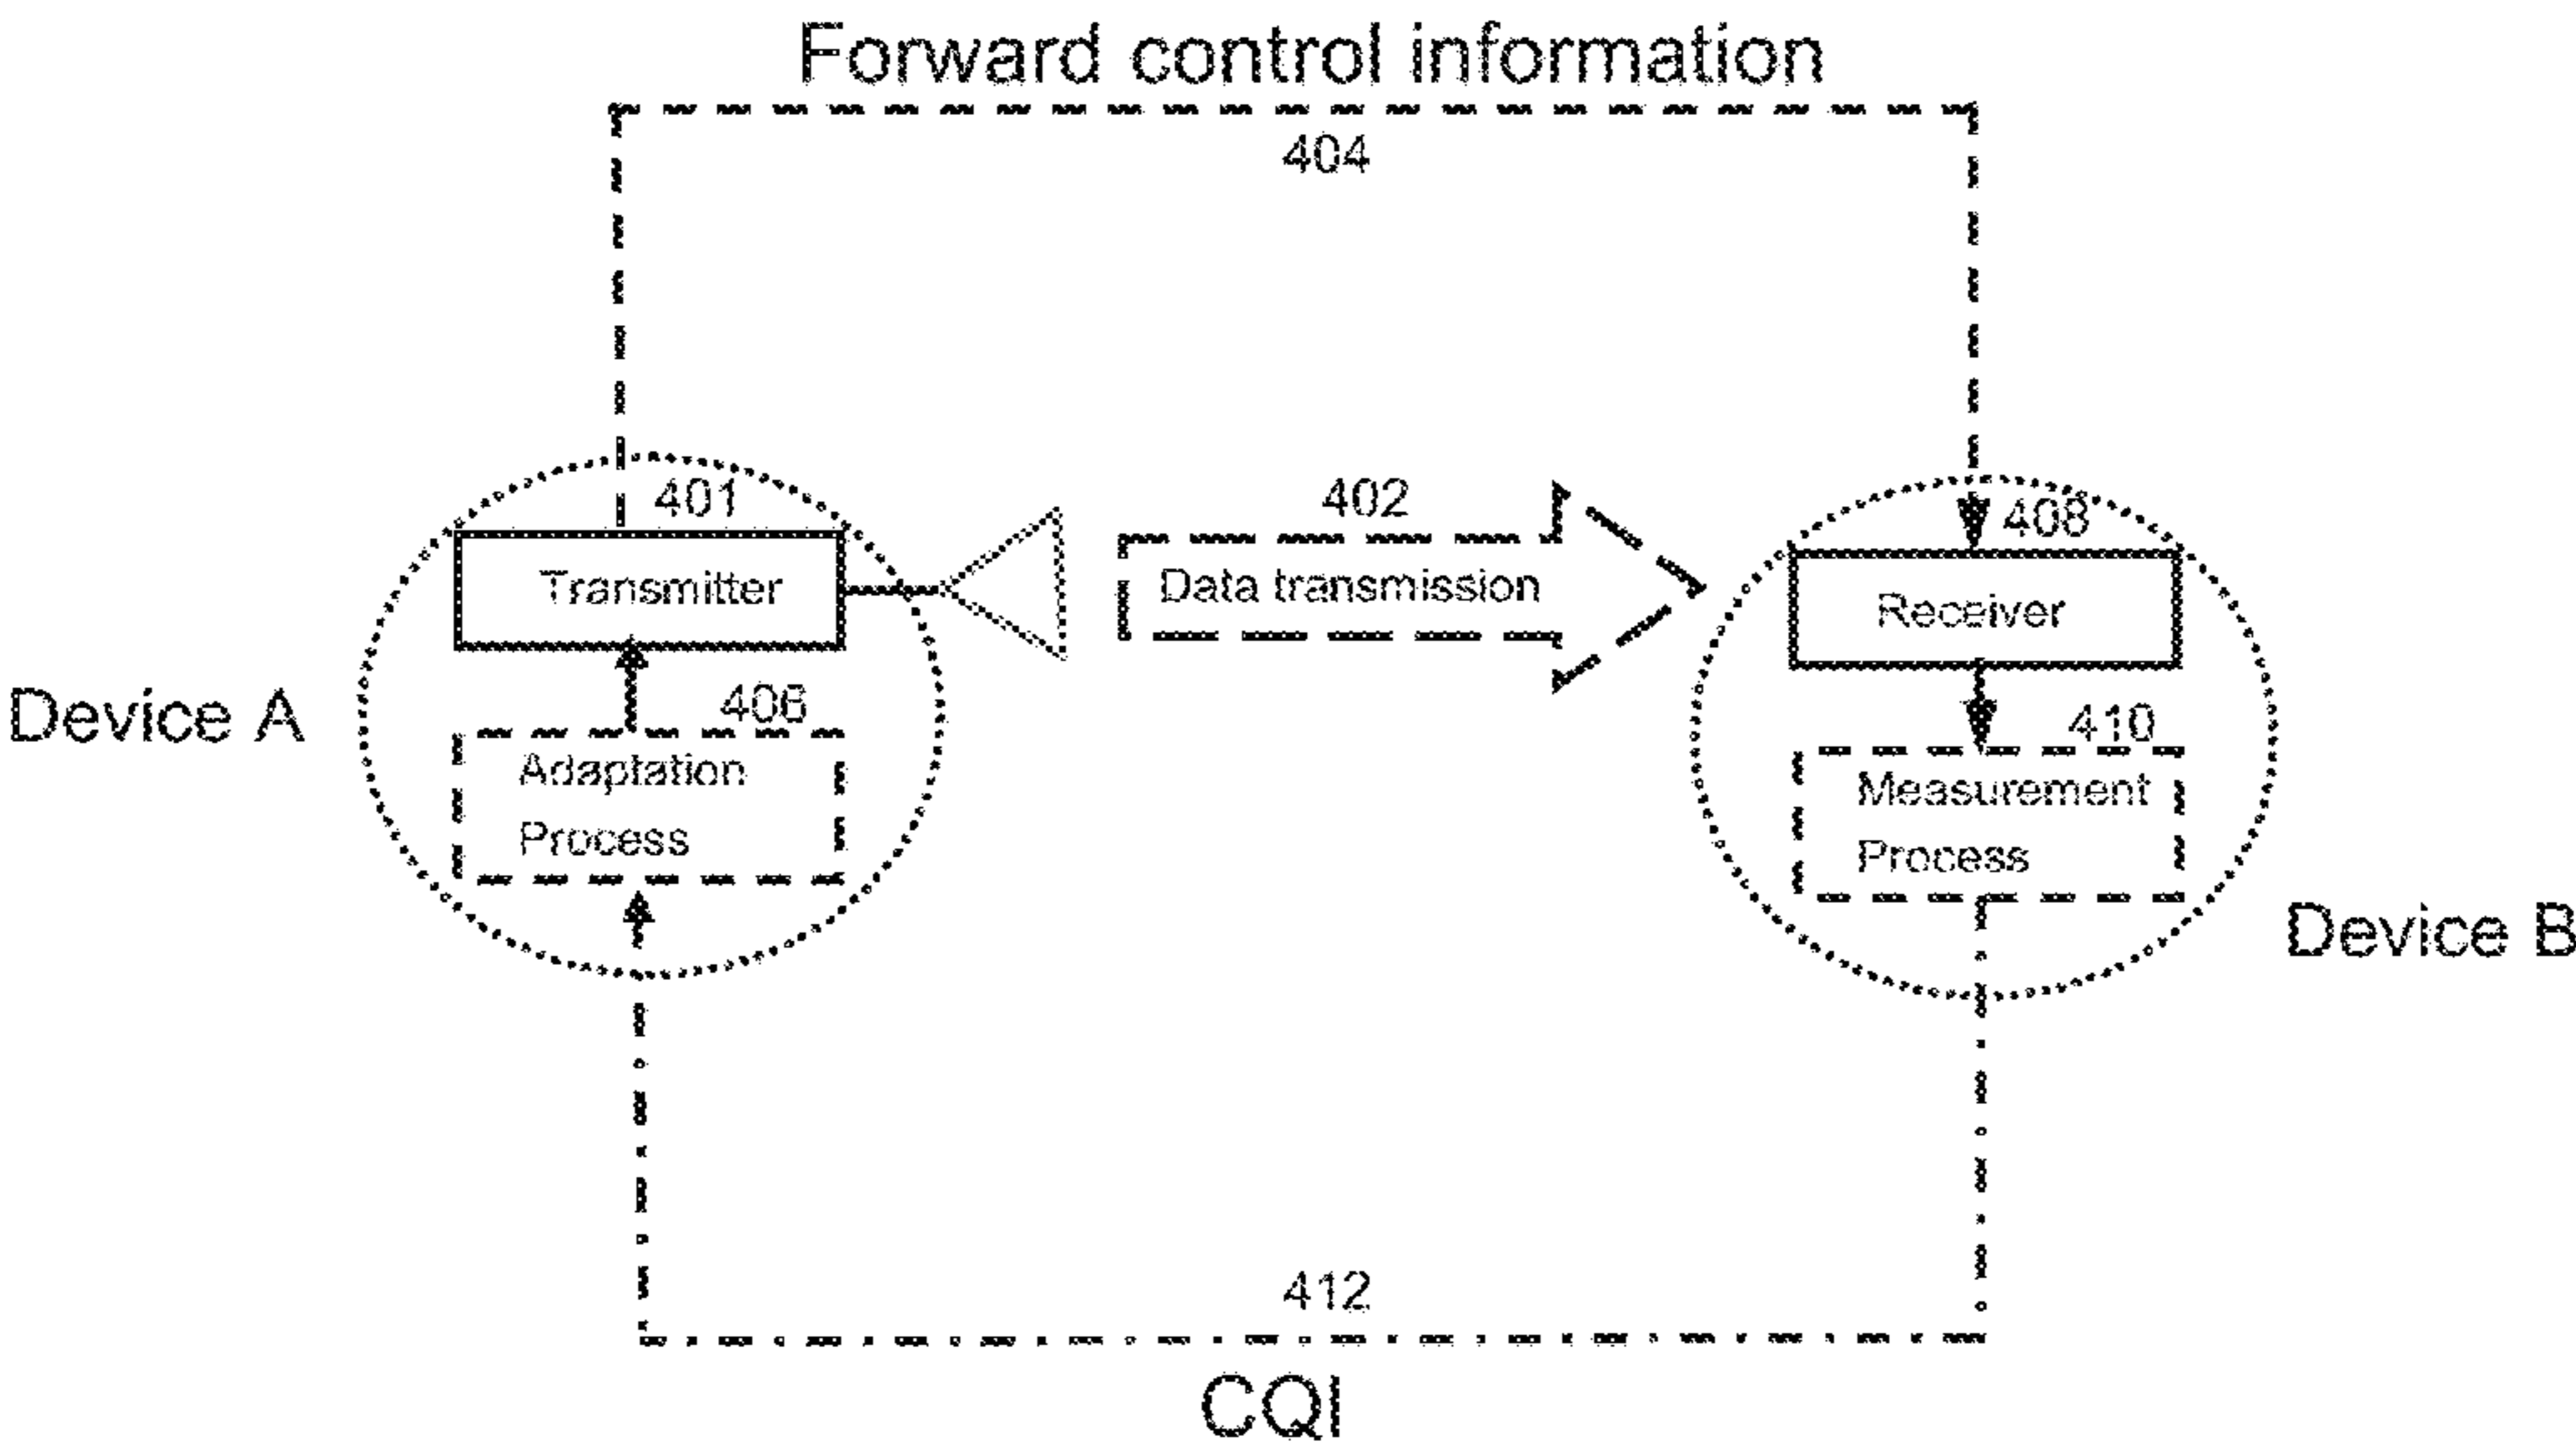 Forward control information
404
401
402
408
Transmitter
Data transmission
Receiver
Device A
406
410
Adaptation
Process
Measurement
Process
Device B
412
CQI